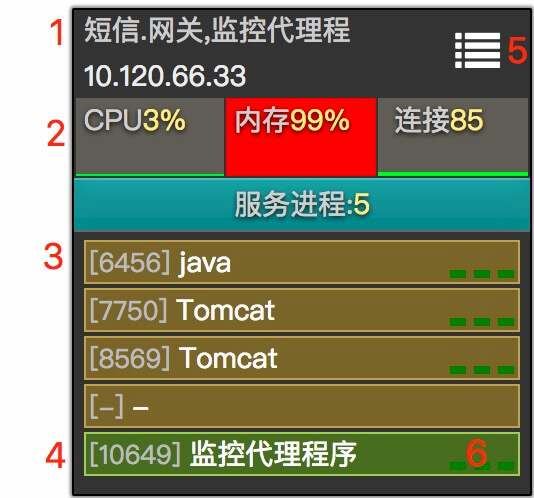 1 短信.网关,监控代理程
10.120.66.33 5
2 CPU3% 内存99% 连接85
服务进程:5
3 [6456] java
[7750] Tomcat
[8569] Tomcat
[–] –
4 [10649] 监控代理程序 6